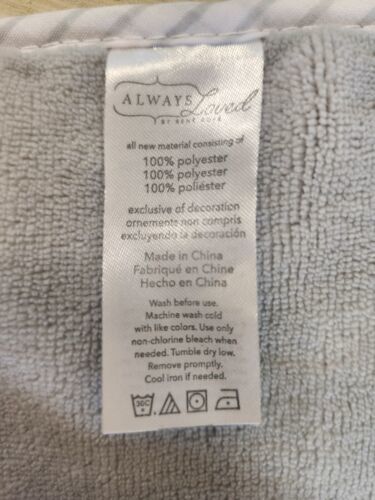 ALWAYS
Loved
BY RENE ROFÉ
all new material consisting of
100% polyester
100% polyester
100% poliéster
exclusive of decoration
ornements non compris
excluyendo la decoración
Made in China
Fabriqué en Chine
Hecho en China
Wash before use.
Machine wash cold
with like colors. Use only
non-chlorine bleach when
needed. Tumble dry low.
Remove promptly.
Cool iron if needed.
30C